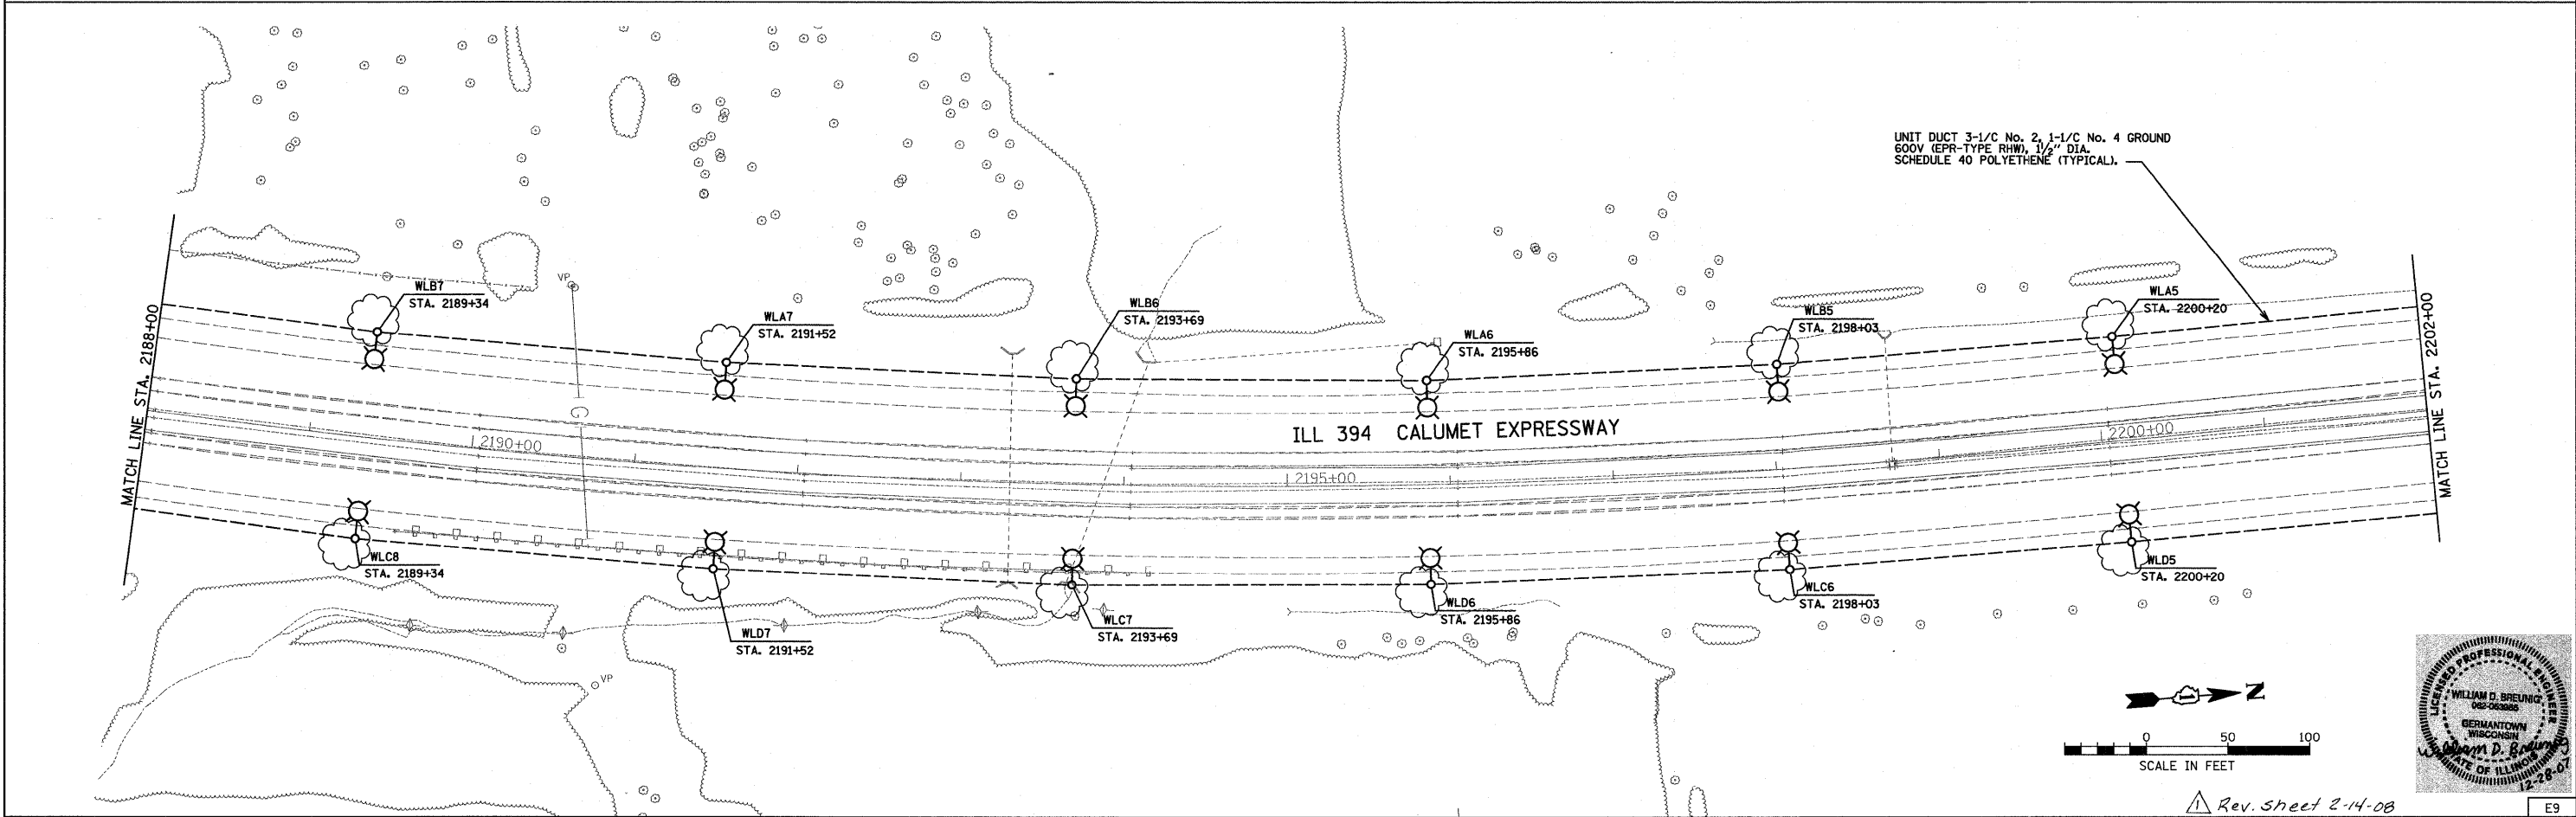 UNIT DUCT 3-1/C No. 2, 1-1/C No. 4 GROUND
600V (EPR-TYPE RHW), 1½" DIA.
SCHEDULE 40 POLYETHENE (TYPICAL).
MATCH LINE STA. 2188+00
WLB7
STA. 2189+34
VP
WLA7
STA. 2191+52
WLB6
STA. 2193+69
WLA6
STA. 2195+86
WLB5
STA. 2198+03
WLA5
STA. 2200+20
MATCH LINE STA. 2202+00
G
2190+00
ILL 394 CALUMET EXPRESSWAY
2195+00
2200+00
WLC8
STA. 2189+34
WLD7
STA. 2191+52
WLC7
STA. 2193+69
WLD6
STA. 2195+86
WLC6
STA. 2198+03
WLD5
STA. 2200+20
VP
Z
0 50 100
SCALE IN FEET
LICENSED PROFESSIONAL ENGINEER
WILLIAM D. BREUNIG
GERMANTOWN
WISCONSIN
William D. Breunig
STATE OF ILLINOIS
12-28-07
1 Rev. sheet 2-14-08
E9